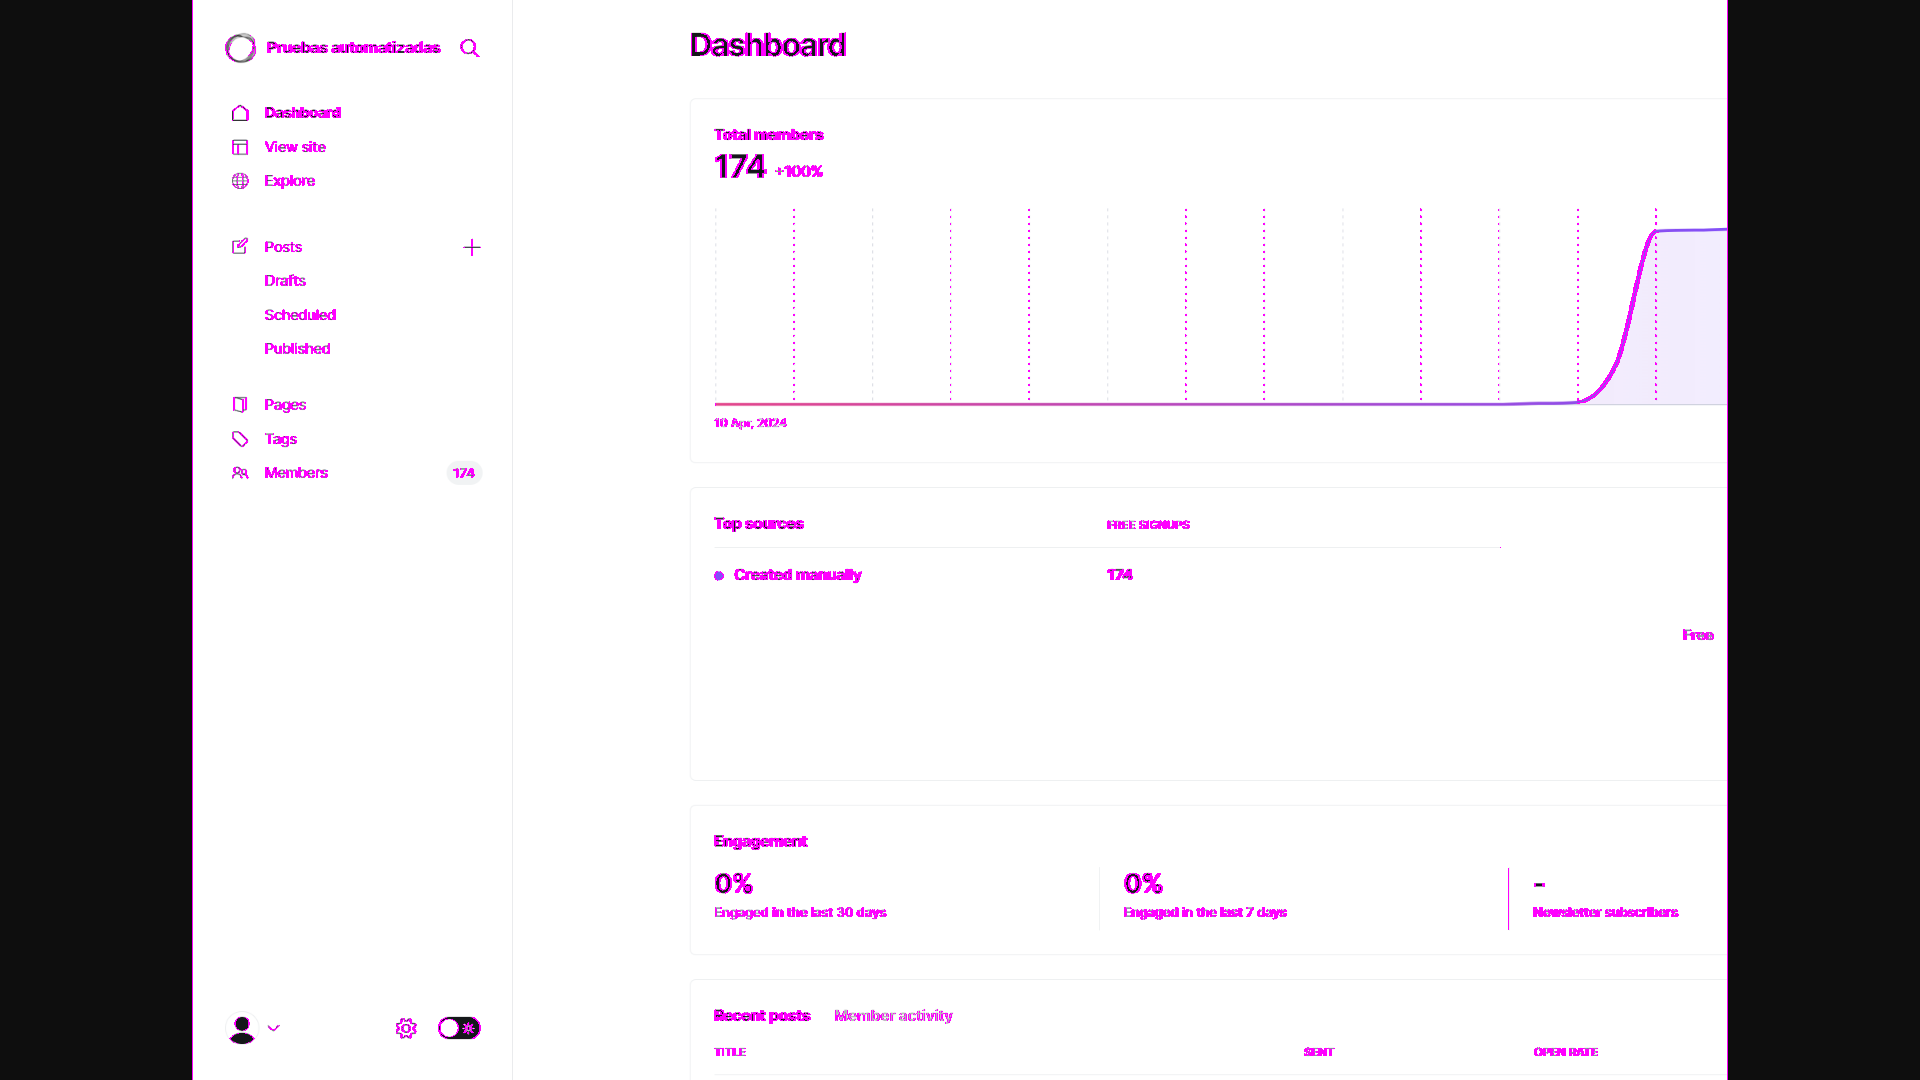 Pruebas automatizadas
Dashboard
View site
Explore
Posts
Drafts
Scheduled
Published
Pages
Tags
Members 174
Dashboard
Total members
174 +100%
10 Apr, 2024
Top sources FREE SIGNUPS
Created manually 174
Free
Engagement
0% 0% -
Engaged in the last 30 days Engaged in the last 7 days Newsletter subscribers
Recent posts Member activity
TITLE SENT OPEN RATE